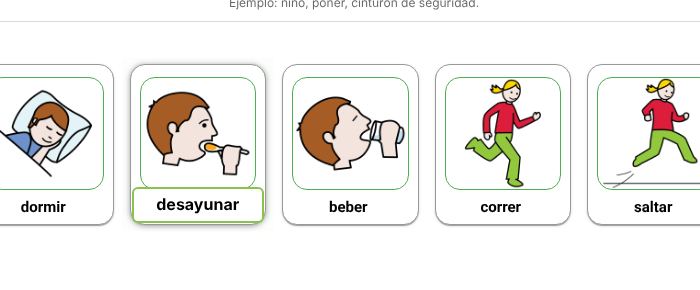 Ejemplo: niño, poner, cinturón de seguridad.
dormir
desayunar
beber
correr
saltar